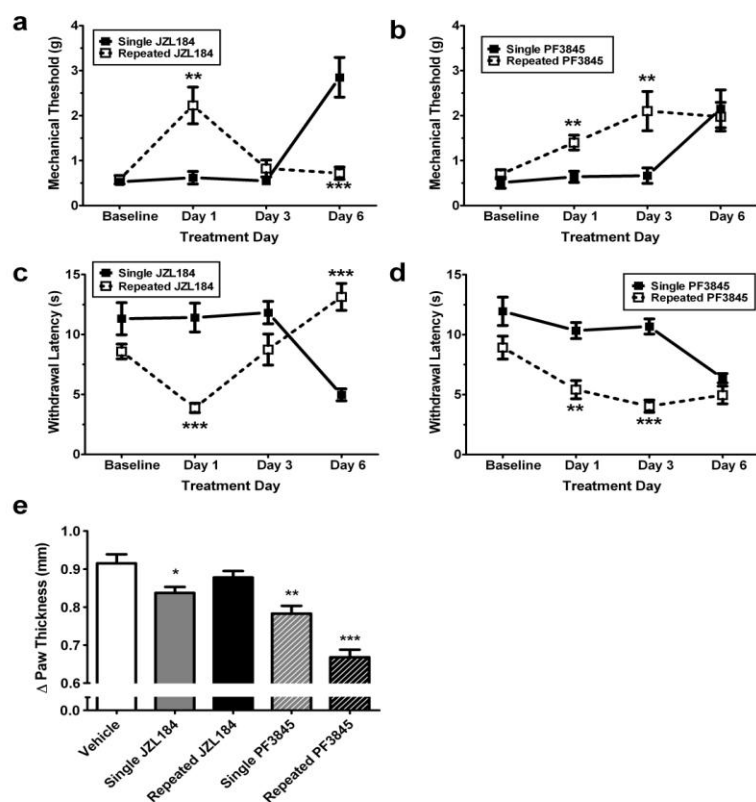 a
Mechanical Theshold (g)
4
3
2
1
0
Single JZL184
Repeated JZL184
**
***
Baseline
Day 1
Day 3
Day 6
Treatment Day
b
Mechanical Theshold (g)
4
3
2
1
0
Single PF3845
Repeated PF3845
**
**
Baseline
Day 1
Day 3
Day 6
Treatment Day
c
Withdrawal Latency (s)
15
10
5
0
Single JZL184
Repeated JZL184
***
***
Baseline
Day 1
Day 3
Day 6
Treatment Day
d
Withdrawal Latency (s)
15
10
5
0
Single PF3845
Repeated PF3845
**
***
Baseline
Day 1
Day 3
Day 6
Treatment Day
e
Δ Paw Thickness (mm)
1.0
0.9
0.8
0.7
0.6
0.0
*
**
***
Vehicle
Single JZL184
Repeated JZL184
Single PF3845
Repeated PF3845